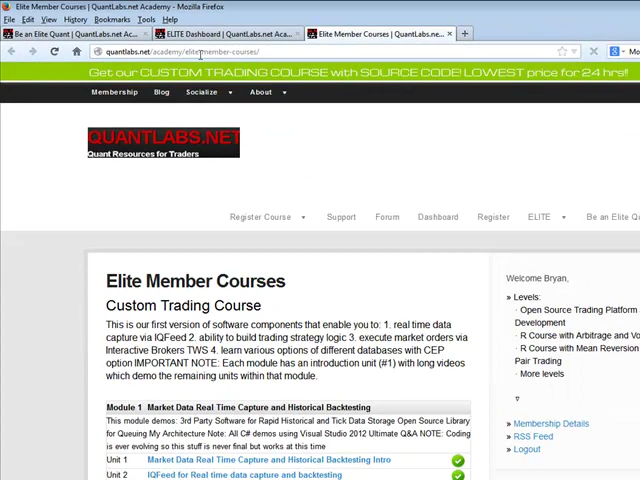 Elite Member Courses | QuantLabs.net Academy - Mozilla Firefox
File Edit View History Bookmarks Tools Help
Be an Elite Quant | QuantLabs.net Acad... × ELITE Dashboard | QuantLabs.net Aca... × Elite Member Courses | QuantLabs.ne... × +
quantlabs.net/academy/elite-member-courses/
Get our CUSTOM TRADING COURSE with SOURCE CODE! LOWEST price for 24 hrs!!
Membership Blog Socialize About
QUANTLABS.NET
Quant Resources for Traders
Register Course Support Forum Dashboard Register ELITE Be an Elite Qu
Elite Member Courses
Custom Trading Course
This is our first version of software components that enable you to: 1. real time data
capture via IQFeed 2. ability to build trading strategy logic 3. execute market orders via
Interactive Brokers TWS 4. learn various options of different databases with CEP
option IMPORTANT NOTE: Each module has an introduction unit (#1) with long videos
which demo the remaining units within that module.
Module 1 Market Data Real Time Capture and Historical Backtesting
This module demos: 3rd Party Software for Rapid Historical and Tick Data Storage Open Source Library
for Queuing My Architecture Note: All C# demos using Visual Studio 2012 Ultimate Q&A NOTE: Coding
is ever evolving so this stuff is never final but works at this time
Unit 1 Market Data Real Time Capture and Historical Backtesting Intro
Unit 2 IQFeed for Real time data capture and backtesting
Welcome Bryan,
» Levels:
· Open Source Trading Platform
Development
· R Course with Arbitrage and Vo
· R Course with Mean Reversion
Pair Trading
· More levels
» Membership Details
» RSS Feed
» Logout